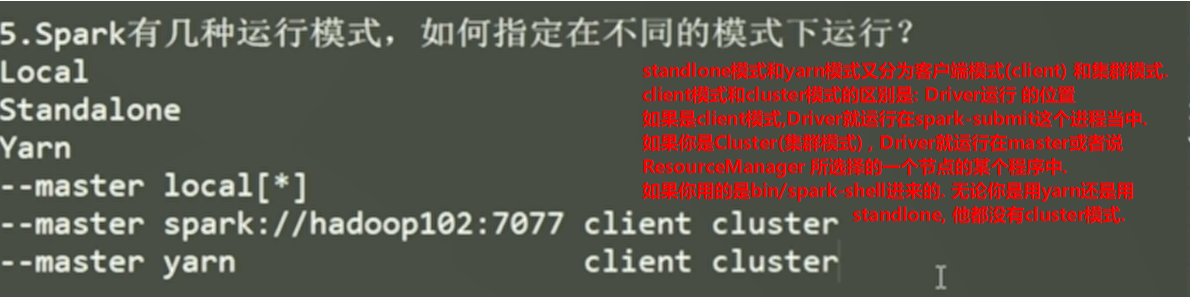 5.Spark有几种运行模式，如何指定在不同的模式下运行？
Local
Standalone
Yarn
--master local[*]
--master spark://hadoop102:7077 client cluster
--master yarn client cluster
standlone模式和yarn模式又分为客户端模式(client) 和集群模式.
client模式和cluster模式的区别是: Driver运行 的位置
如果是client模式,Driver就运行在spark-submit这个进程当中.
如果你是Cluster(集群模式) , Driver就运行在master或者说
ResourceManager 所选择的一个节点的某个程序中.
如果你用的是bin/spark-shell进来的. 无论你是用yarn还是用
standlone, 他都没有cluster模式.